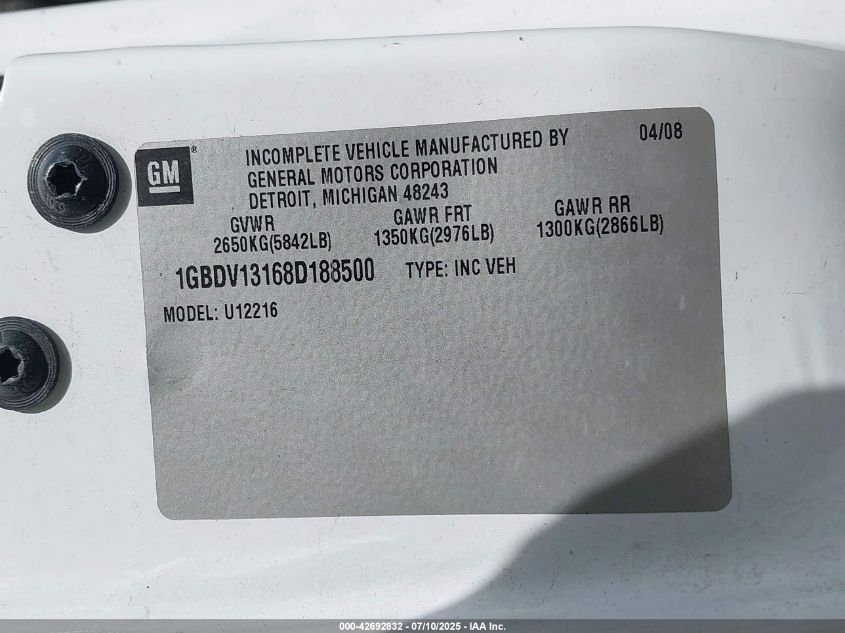 GM® INCOMPLETE VEHICLE MANUFACTURED BY 04/08
GENERAL MOTORS CORPORATION
DETROIT, MICHIGAN 48243
GVWR GAWR FRT GAWR RR
2650KG(5842LB) 1350KG(2976LB) 1300KG(2866LB)
1GBDV13168D188500 TYPE: INC VEH
MODEL: U12216
000-42692832 - 07/10/2025 - IAA Inc.